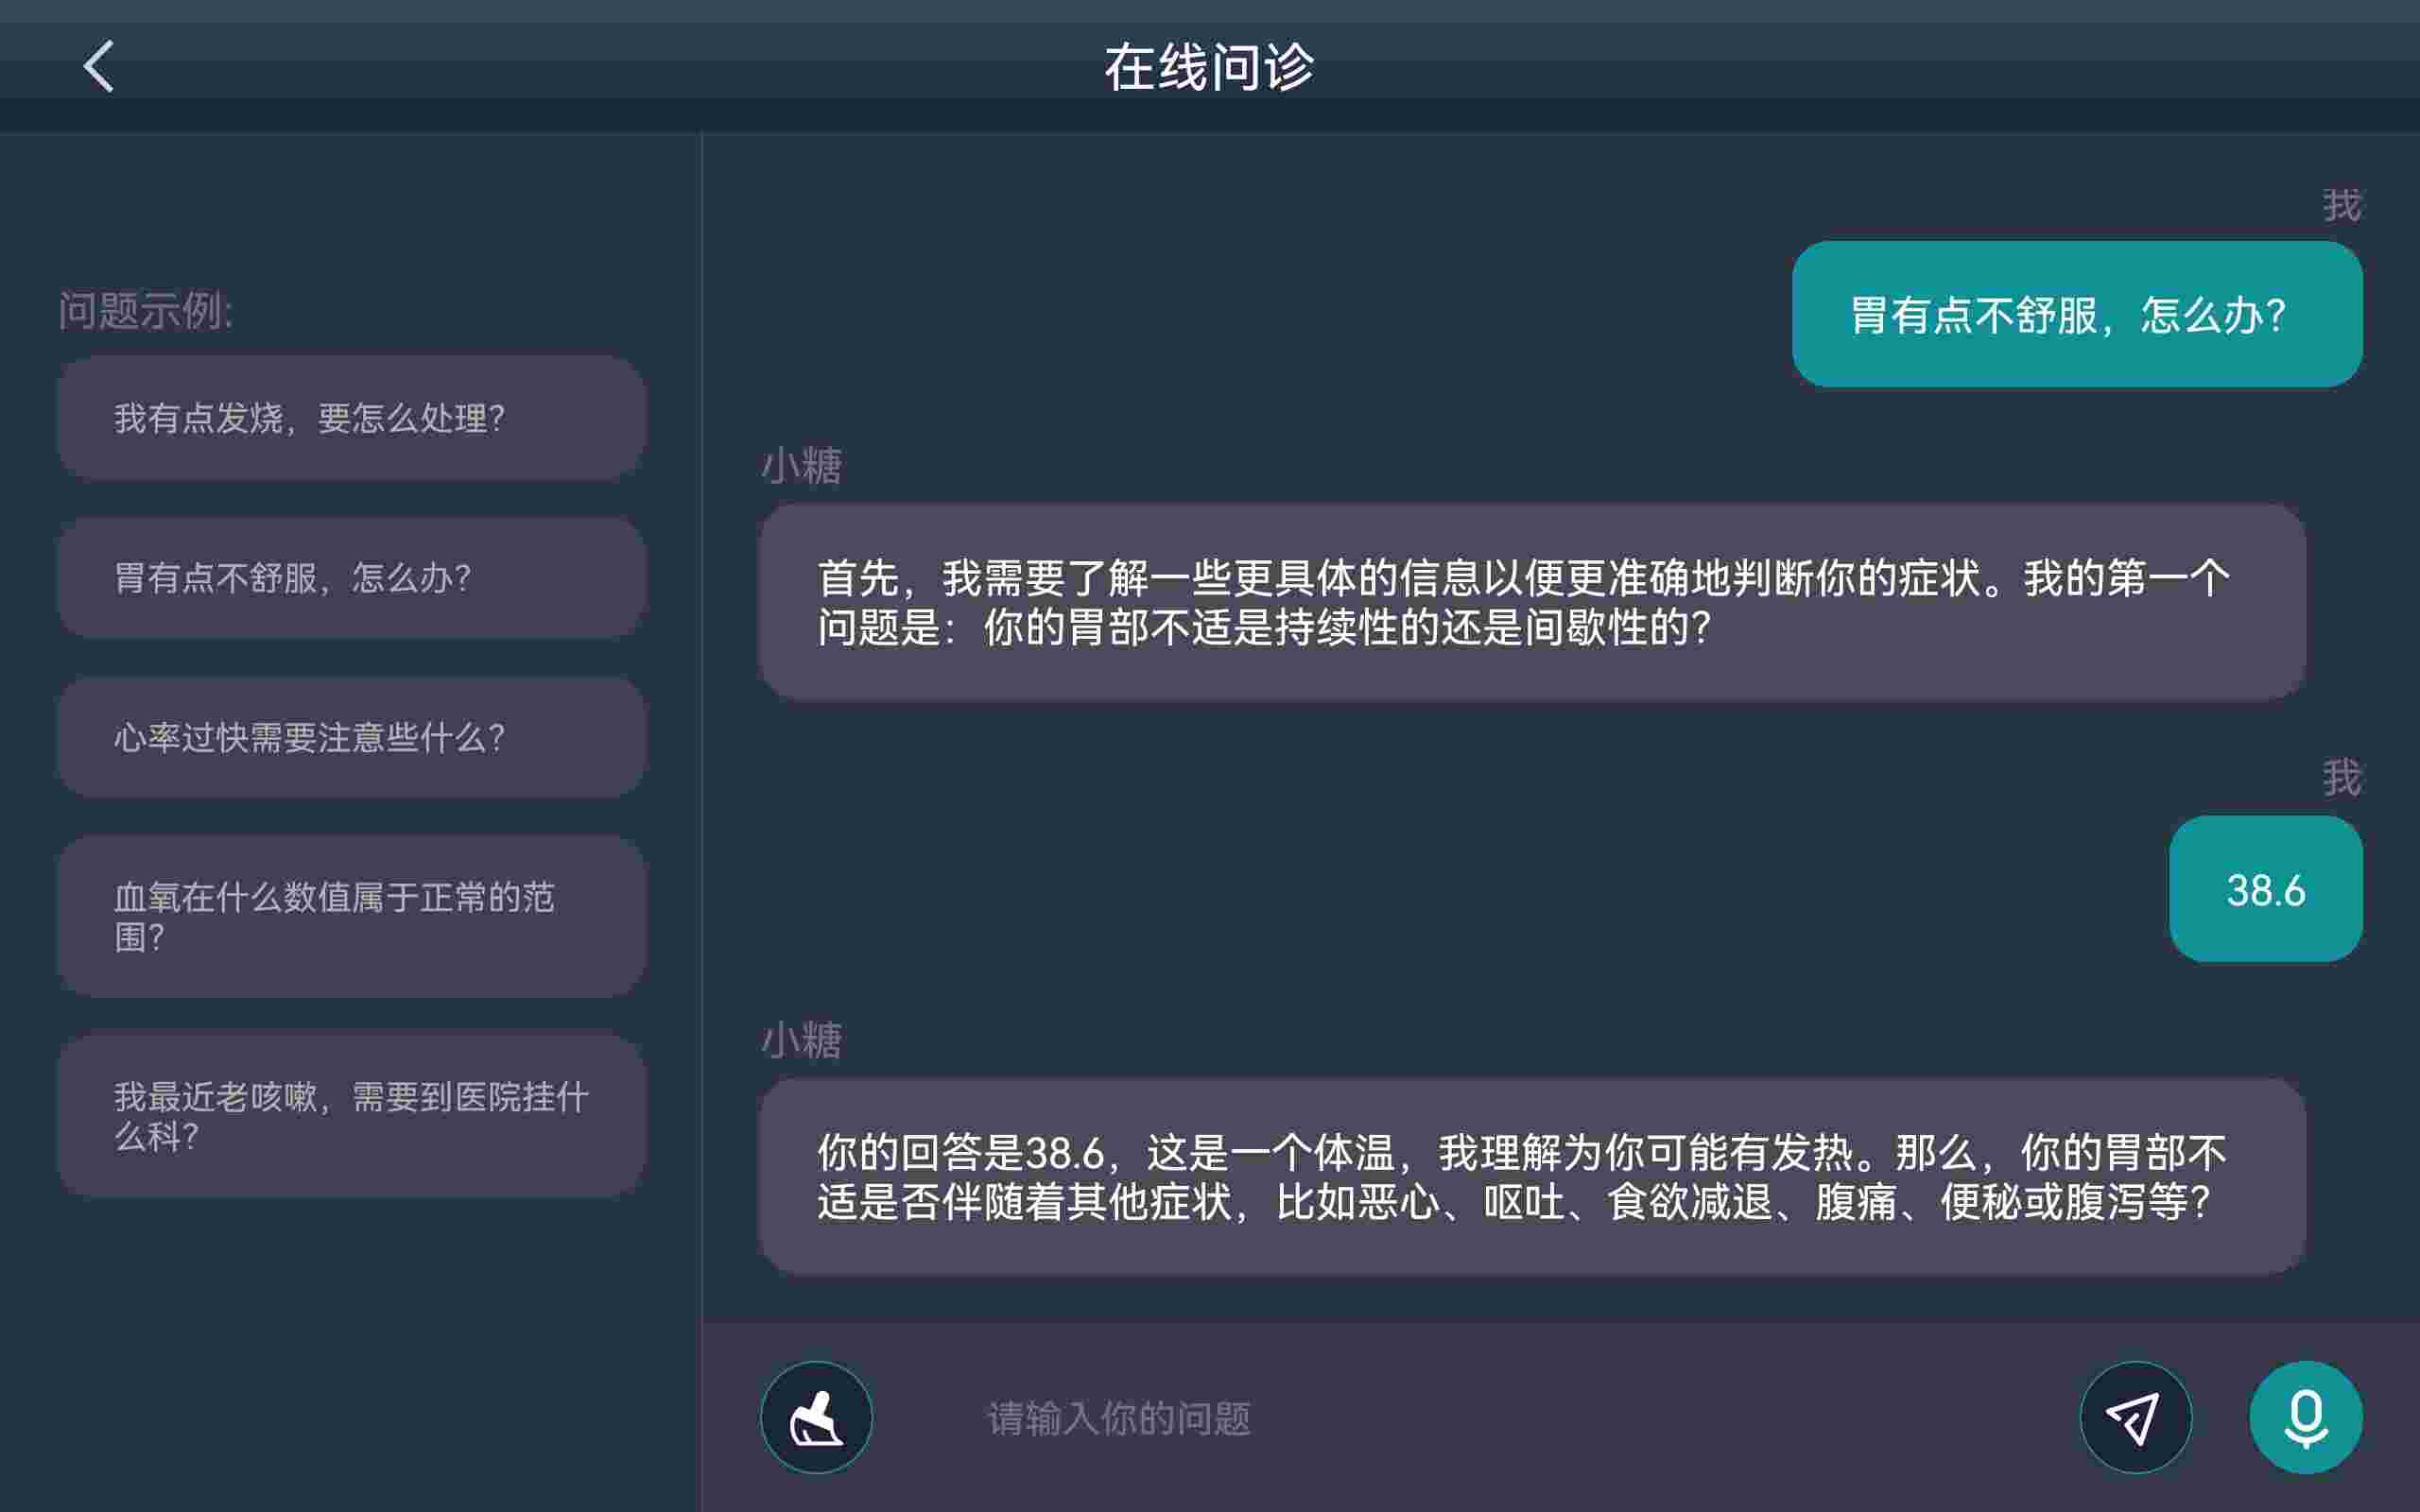 在线问诊
问题示例:
我有点发烧，要怎么处理？
胃有点不舒服，怎么办？
心率过快需要注意些什么？
血氧在什么数值属于正常的范
围？
我最近老咳嗽，需要到医院挂什
么科？
我
胃有点不舒服，怎么办？
小糖
首先，我需要了解一些更具体的信息以便更准确地判断你的症状。我的第一个
问题是：你的胃部不适是持续性的还是间歇性的？
我
38.6
小糖
你的回答是38.6，这是一个体温，我理解为你可能有发热。那么，你的胃部不
适是否伴随着其他症状，比如恶心、呕吐、食欲减退、腹痛、便秘或腹泻等？
请输入你的问题